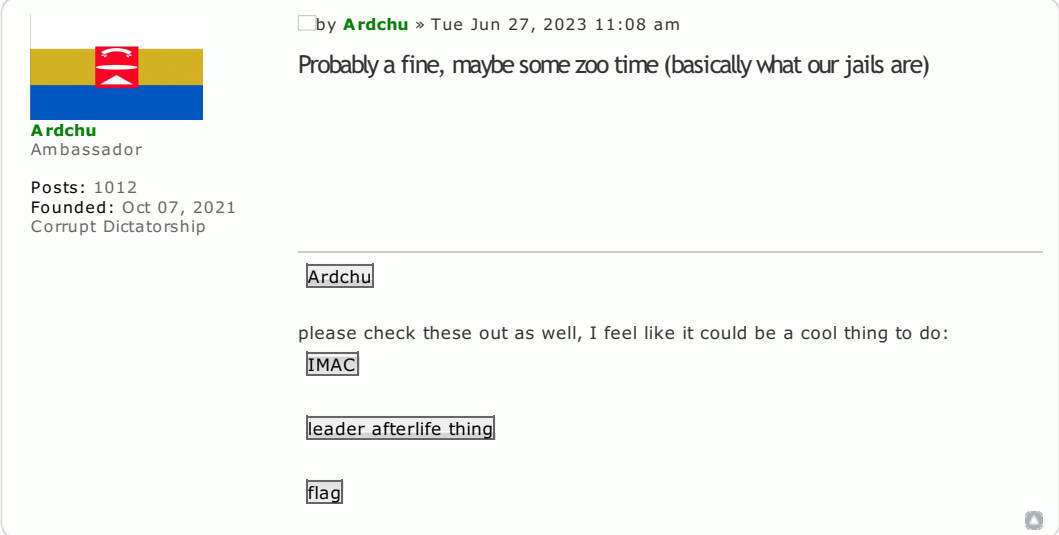 by Ardchu » Tue Jun 27, 2023 11:08 am
Probably a fine, maybe some zoo time (basically what our jails are)
Ardchu
Ambassador
Posts: 1012
Founded: Oct 07, 2021
Corrupt Dictatorship
Ardchu
please check these out as well, I feel like it could be a cool thing to do:
IMAC
leader afterlife thing
flag